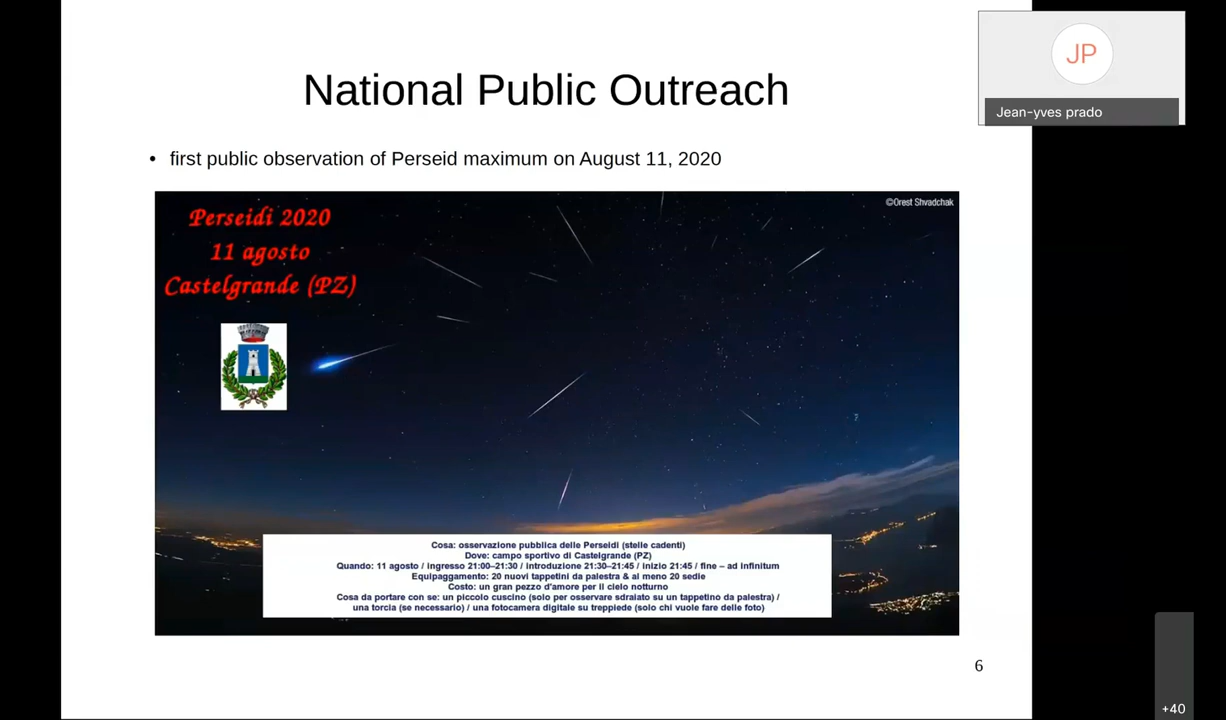 JP
Jean-yves prado
National Public Outreach
• first public observation of Perseid maximum on August 11, 2020
©Orest Shvadchak
Perseidi 2020
11 agosto
Castelgrande (PZ)
Cosa: osservazione pubblica delle Perseidi (stelle cadenti)
Dove: campo sportivo di Castelgrande (PZ)
Quando: 11 agosto / ingresso 21:00–21:30 / introduzione 21:30–21:45 / inizio 21:45 / fine – ad infinitum
Equipaggamento: 20 nuovi tappetini da palestra & al meno 20 sedie
Costo: un gran pezzo d'amore per il cielo notturno
Cosa da portare con se: un piccolo cuscino (solo per osservare sdraiato su un tappetino da palestra) /
una torcia (se necessario) / una fotocamera digitale su treppiede (solo chi vuole fare delle foto)
6
+40